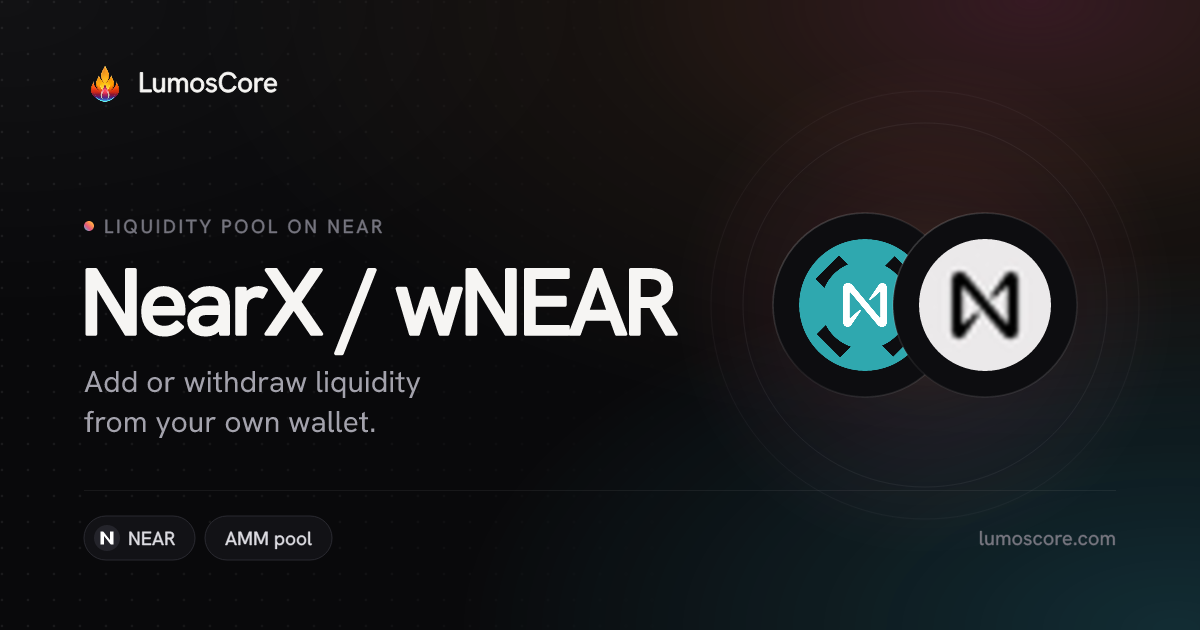 LumosCore
LIQUIDITY POOL ON NEAR
NearX / wNEAR
Add or withdraw liquidity
from your own wallet.
NEAR
AMM pool
lumoscore.com